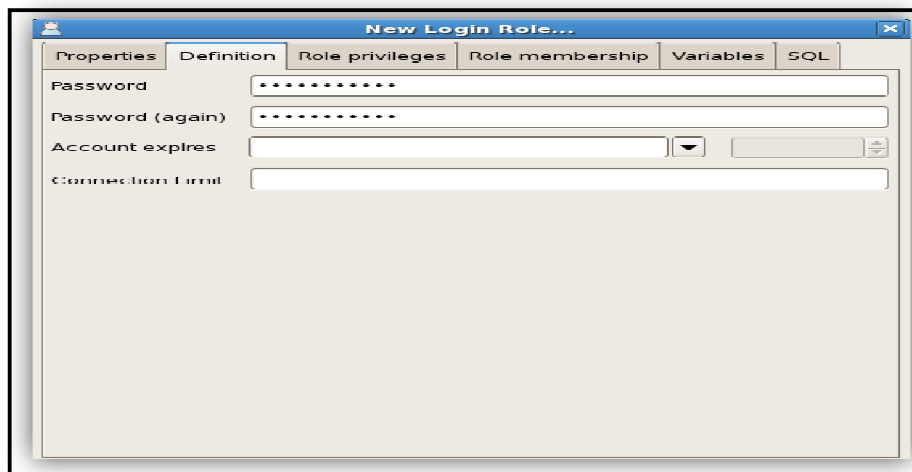 New Login Role...
Properties Definition Role privileges Role membership Variables SQL
Password •••••••••••
Password (again) •••••••••••
Account expires
Connection Limit